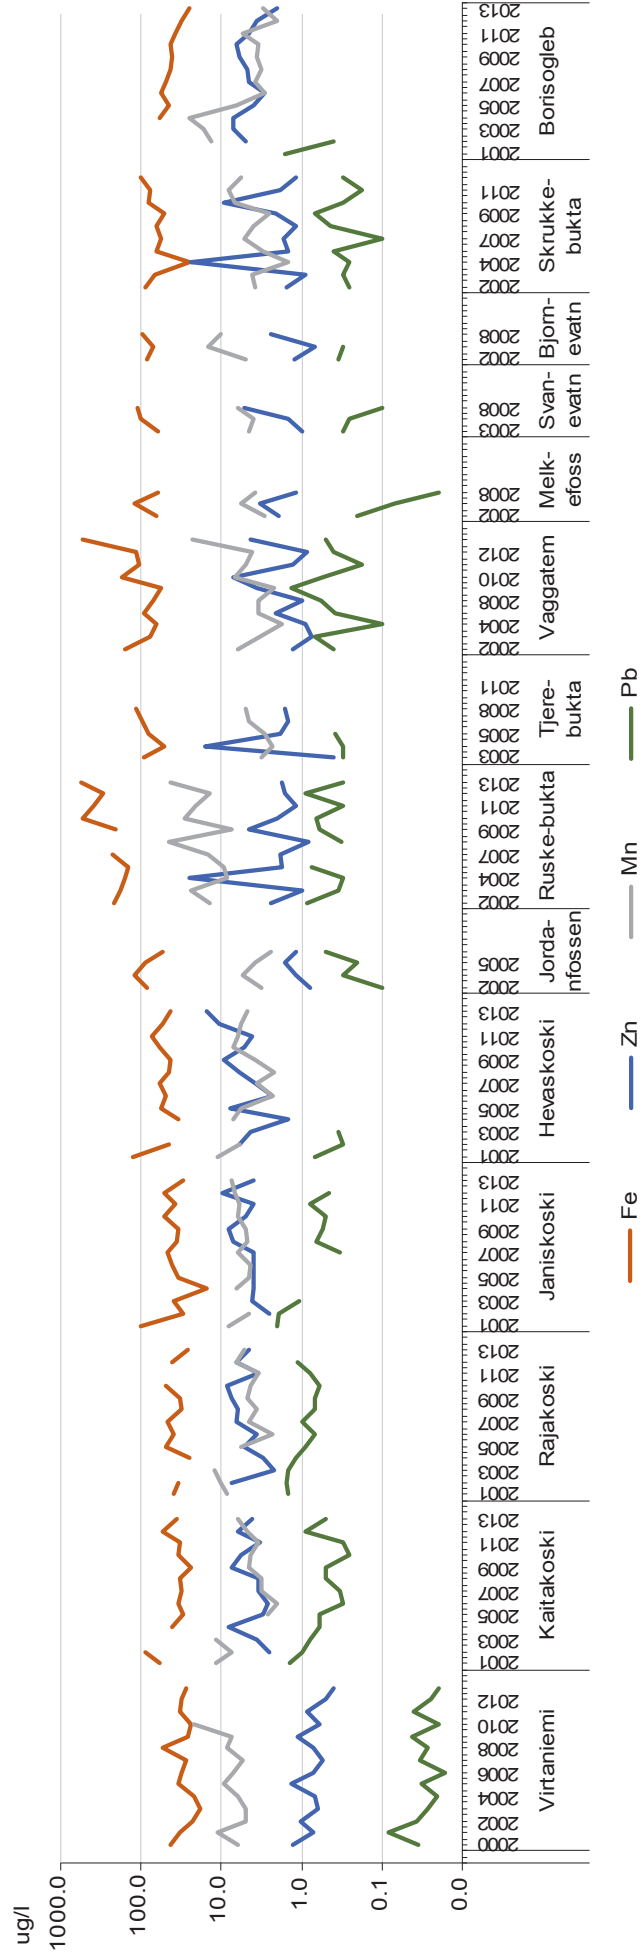 ug/l
1000.0
100.0
10.0
1.0
0.1
0.0
2000 2002 2004 2006 2008 2010 2012 2001 2003 2005 2007 2009 2011 2013 2001 2003 2005 2007 2009 2011 2013 2001 2003 2005 2007 2009 2011 2013 2001 2003 2005 2007 2009 2011 2013 2002 2005 2002 2004 2007 2009 2011 2013 2003 2005 2008 2011 2002 2004 2008 2010 2012 2002 2008 2003 2008 2002 2008 2002 2004 2007 2009 2011 2001 2003 2005 2007 2009 2011 2013
Virtaniemi Kaitakoski Rajakoski Janiskoski Hevaskoski Jorda- Ruske-bukta Tjere- Vaggatem Melk- Svan- Bjorn- Skrukke- Borisogleb
nfossen bukta efoss evatn evatn bukta
Fe Zn Mn Pb